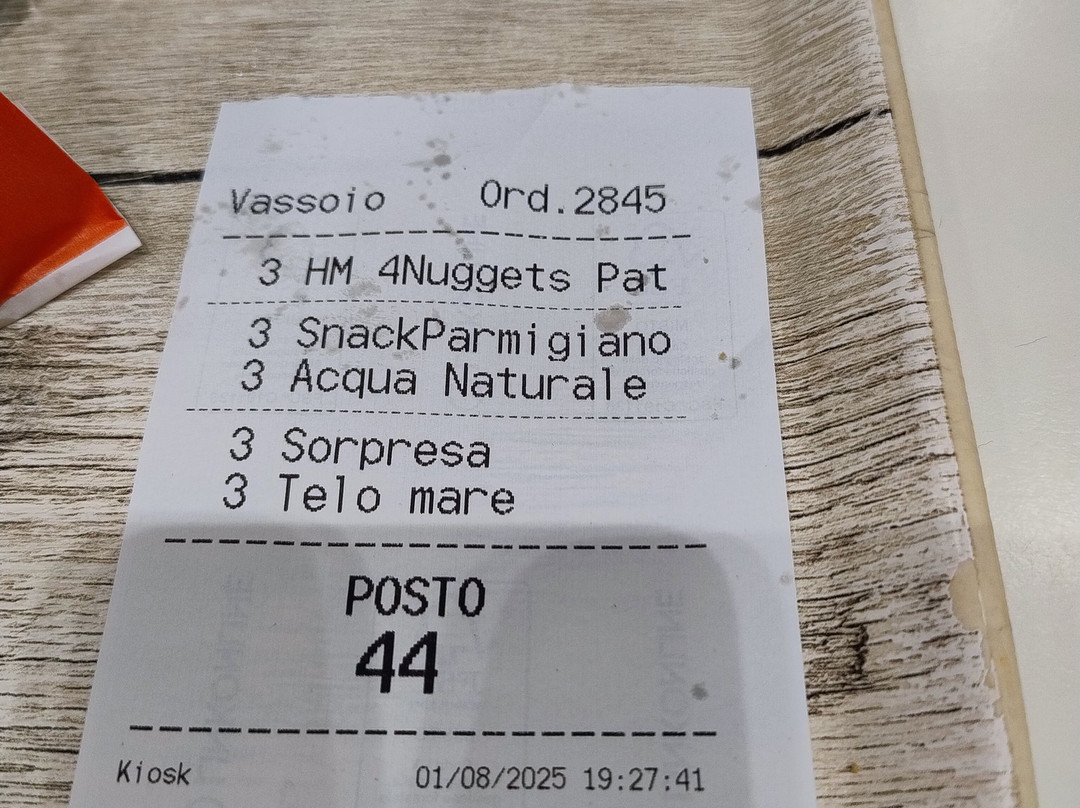 Vassoio Ord.2845
3 HM 4Nuggets Pat
3 SnackParmigiano
3 Acqua Naturale
3 Sorpresa
3 Telo mare
POSTO
44
Kiosk 01/08/2025 19:27:41